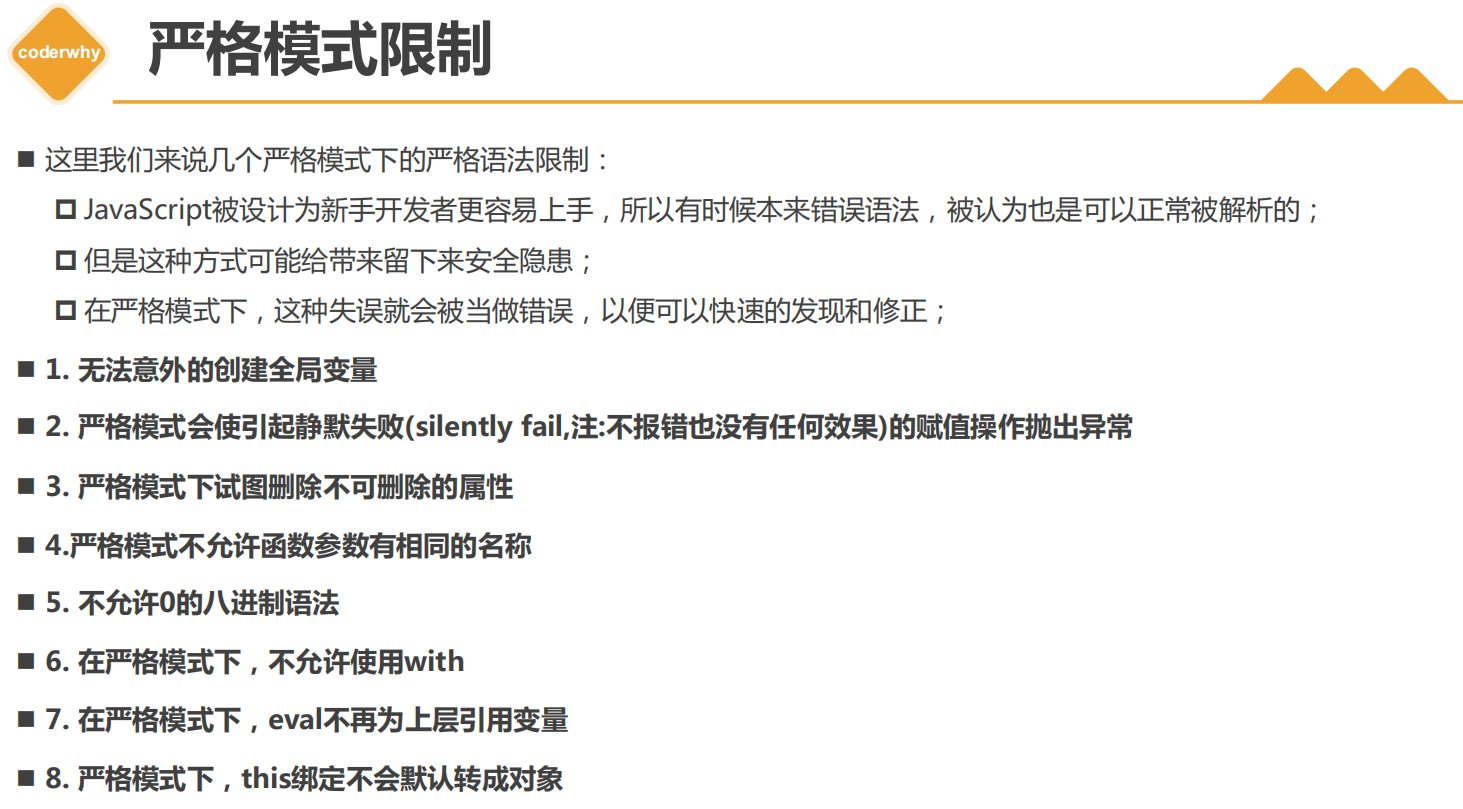 coderwhy
严格模式限制
这里我们来说几个严格模式下的严格语法限制：
JavaScript被设计为新手开发者更容易上手，所以有时候本来错误语法，被认为也是可以正常被解析的；
但是这种方式可能给带来留下来安全隐患；
在严格模式下，这种失误就会被当做错误，以便可以快速的发现和修正；
1. 无法意外的创建全局变量
2. 严格模式会使引起静默失败(silently fail,注:不报错也没有任何效果)的赋值操作抛出异常
3. 严格模式下试图删除不可删除的属性
4.严格模式不允许函数参数有相同的名称
5. 不允许0的八进制语法
6. 在严格模式下，不允许使用with
7. 在严格模式下，eval不再为上层引用变量
8. 严格模式下，this绑定不会默认转成对象